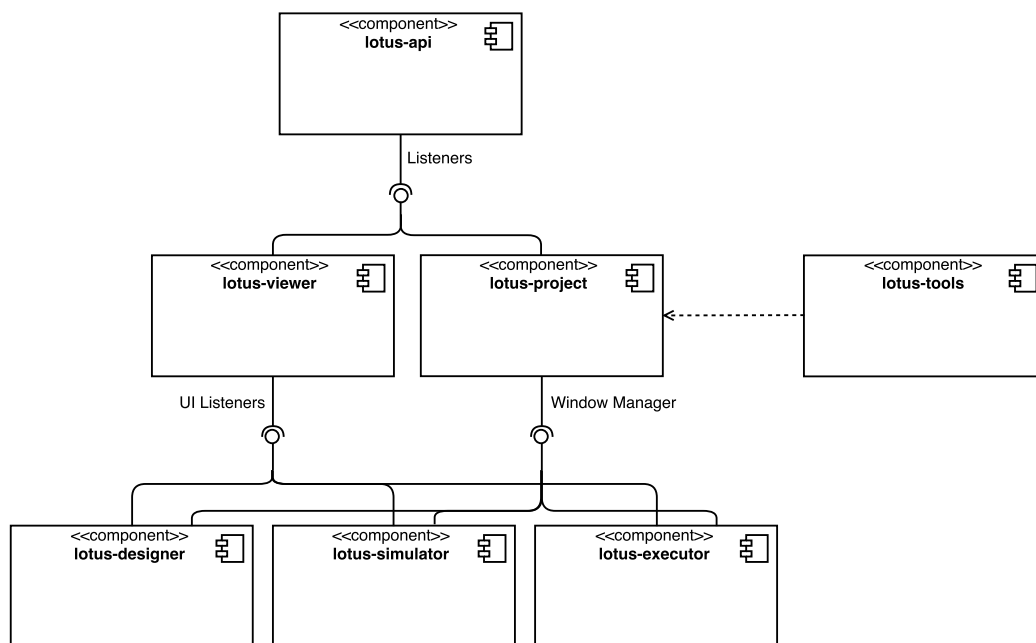 <<component>>
lotus-api
Listeners
<<component>>
lotus-viewer
<<component>>
lotus-project
<<component>>
lotus-tools
UI Listeners
Window Manager
<<component>>
lotus-designer
<<component>>
lotus-simulator
<<component>>
lotus-executor